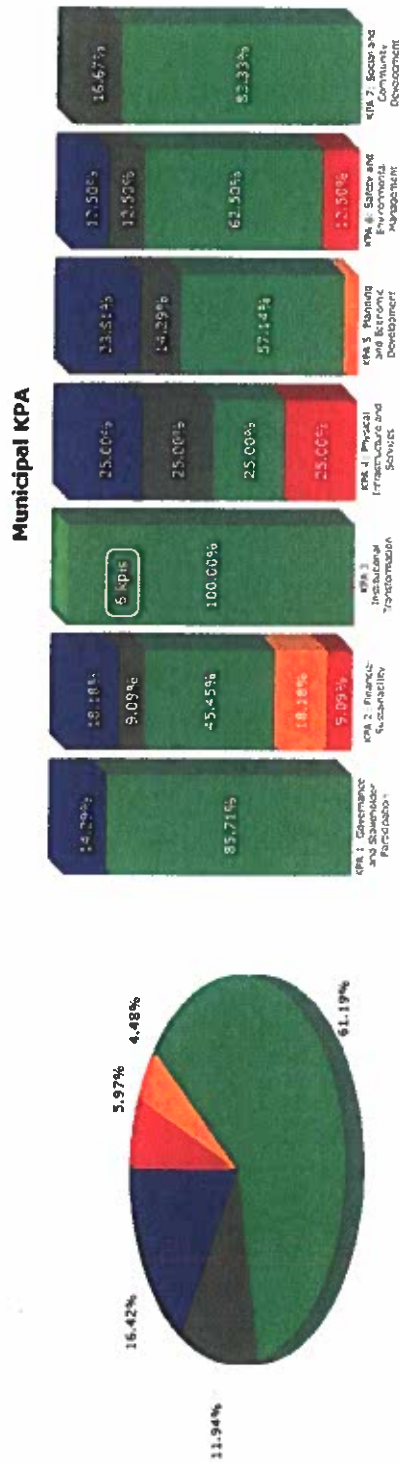 Municipal KPA
16.42%
5.97%
4.48%
61.19%
11.94%
14.29%
85.71%
KPA 1: Governance
and Stakeholder
Participation
18.18%
9.09%
45.45%
18.18%
9.09%
KPA 2: Financial
Sustainability
6 kpis
100.00%
KPA 3
Institutional
Transformation
25.00%
25.00%
25.00%
25.00%
KPA 4: Physical
Infrastructure and
Services
14.29%
57.14%
KPA 5: Planning
and Economic
Development
12.50%
12.50%
62.50%
12.50%
KPA 6: Safety and
Environmental
Management
16.67%
83.33%
KPA 7: Social and
Community
Development